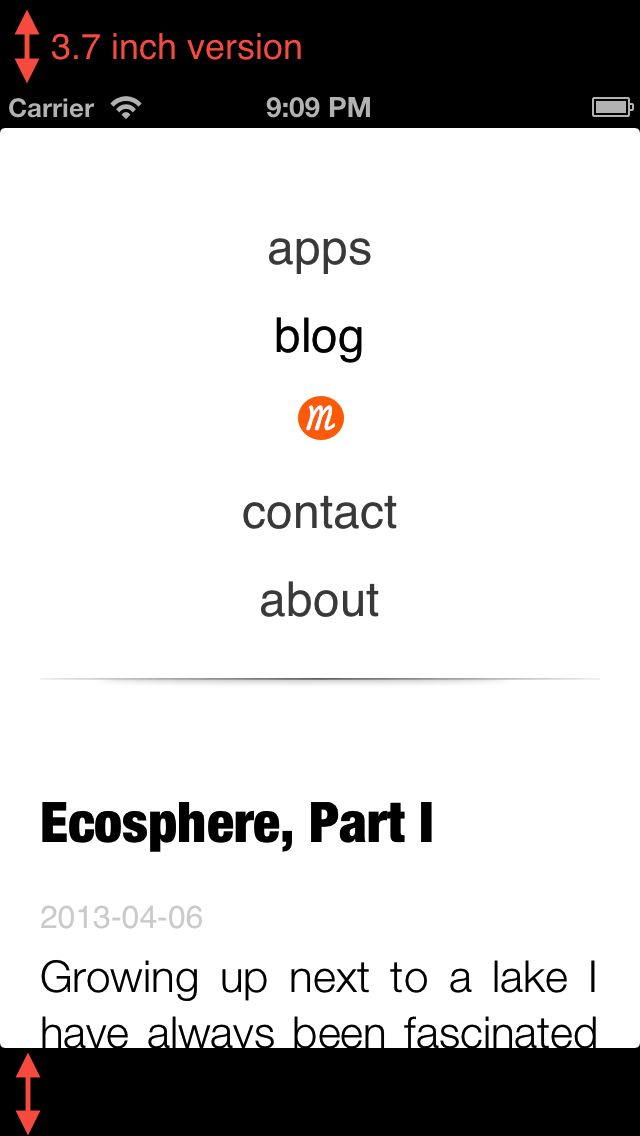 3.7 inch version
Carrier 9:09 PM
apps
blog
m
contact
about
Ecosphere, Part I
2013-04-06
Growing up next to a lake I
have always been fascinated